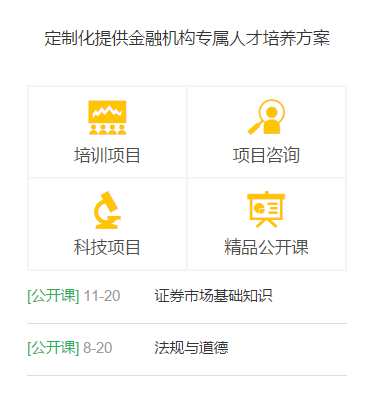 定制化提供金融机构专属人才培养方案
培训项目 项目咨询
科技项目 精品公开课
[公开课] 11-20 证券市场基础知识
[公开课] 8-20 法规与道德